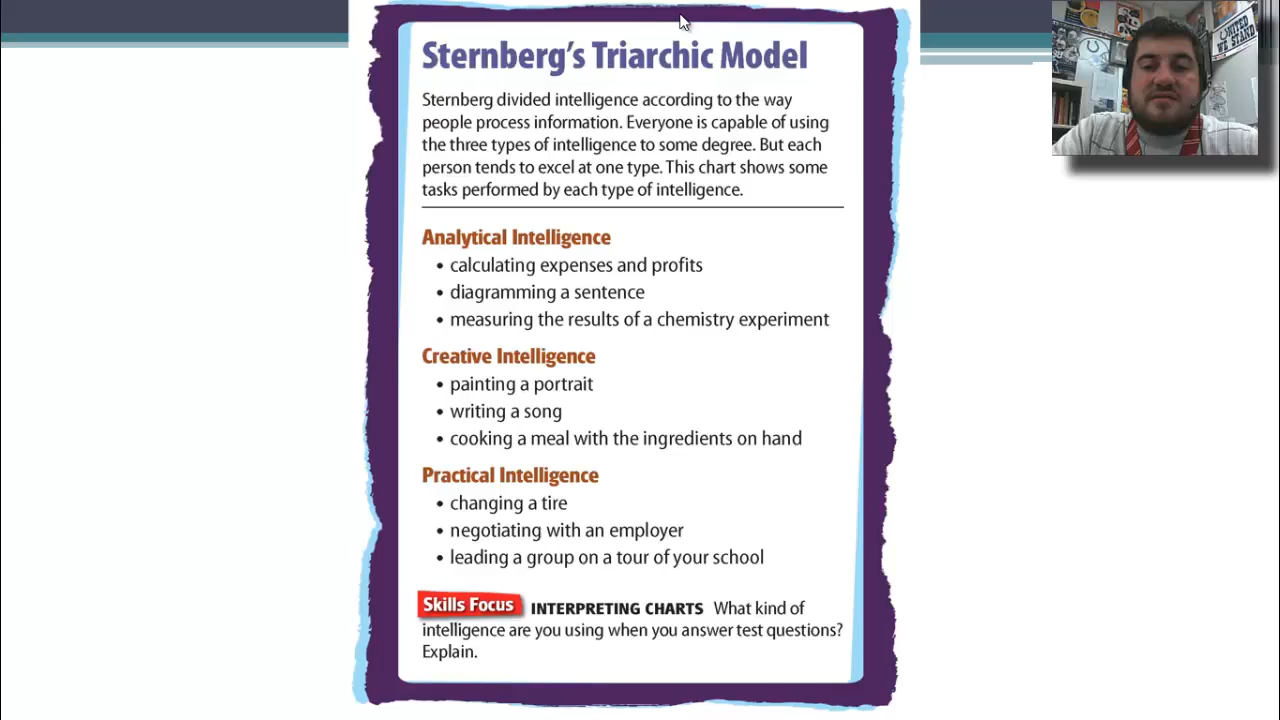 Sternberg's Triarchic Model
Sternberg divided intelligence according to the way
people process information. Everyone is capable of using
the three types of intelligence to some degree. But each
person tends to excel at one type. This chart shows some
tasks performed by each type of intelligence.
Analytical Intelligence
• calculating expenses and profits
• diagramming a sentence
• measuring the results of a chemistry experiment
Creative Intelligence
• painting a portrait
• writing a song
• cooking a meal with the ingredients on hand
Practical Intelligence
• changing a tire
• negotiating with an employer
• leading a group on a tour of your school
Skills Focus INTERPRETING CHARTS What kind of
intelligence are you using when you answer test questions?
Explain.
UNITED
WE STAND